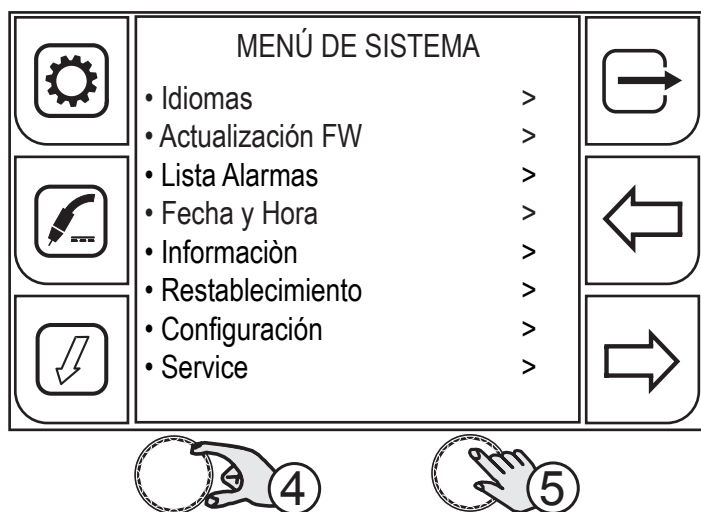 MENÚ DE SISTEMA
• Idiomas >
• Actualización FW >
• Lista Alarmas >
• Fecha y Hora >
• Informaciòn >
• Restablecimiento >
• Configuración >
• Service >
4 5